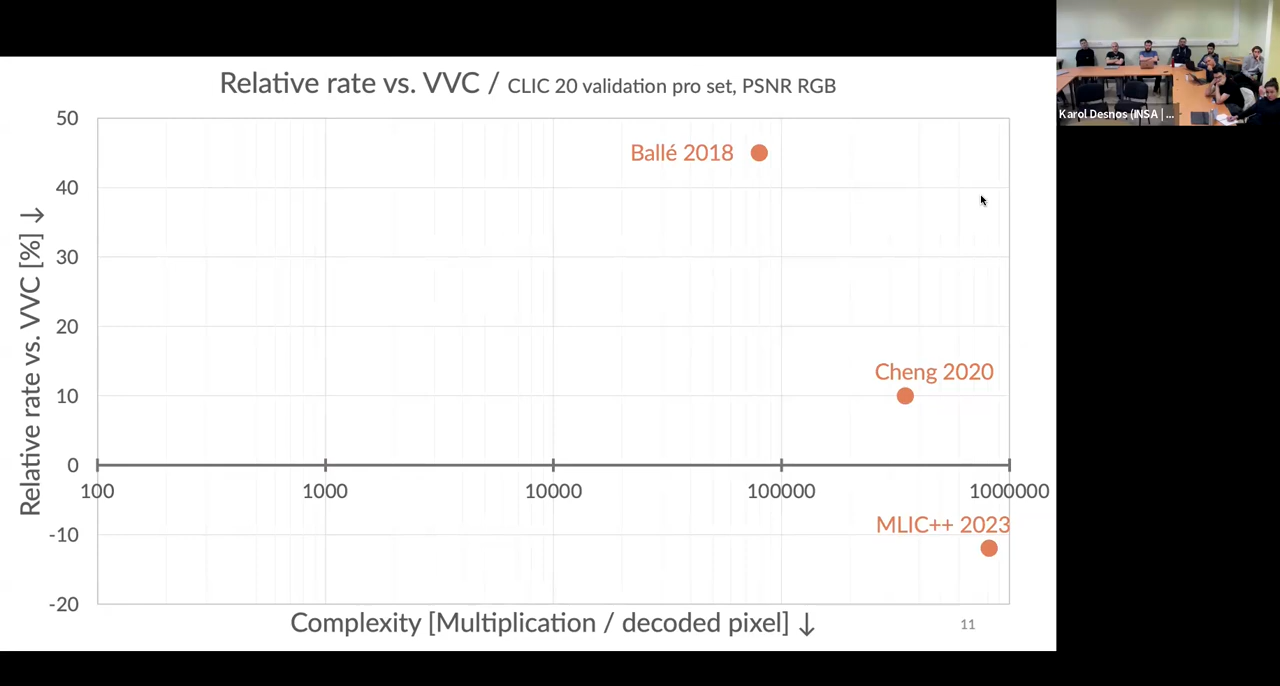 Relative rate vs. VVC / CLIC 20 validation pro set, PSNR RGB
Relative rate vs. VVC [%] ↓
50
40
30
20
10
0
-10
-20
Ballé 2018
Cheng 2020
100
1000
10000
100000
1000000
MLIC++ 2023
Complexity [Multiplication / decoded pixel] ↓
11
Karol Desnos (INSA | ...